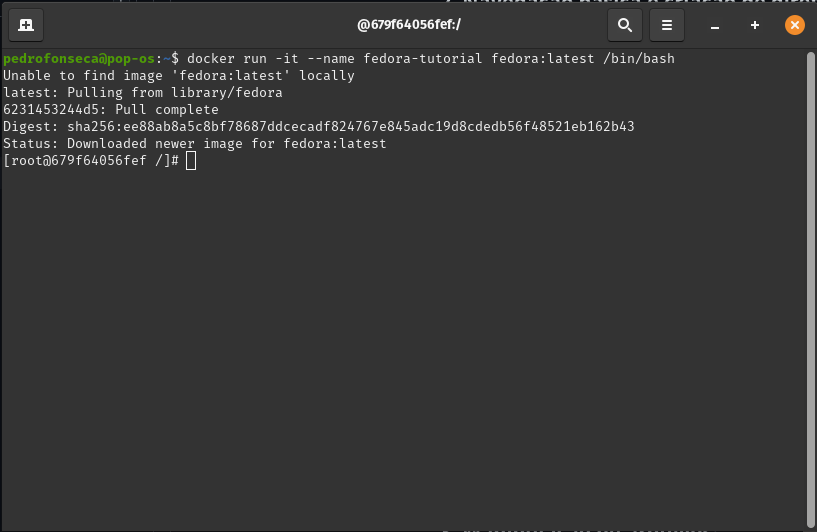 @679f64056fef:/
pedrofonseca@pop-os:~$ docker run -it --name fedora-tutorial fedora:latest /bin/bash
Unable to find image 'fedora:latest' locally
latest: Pulling from library/fedora
6231453244d5: Pull complete
Digest: sha256:ee88ab8a5c8bf78687ddcecadf824767e845adc19d8cdedb56f48521eb162b43
Status: Downloaded newer image for fedora:latest
[root@679f64056fef /]#